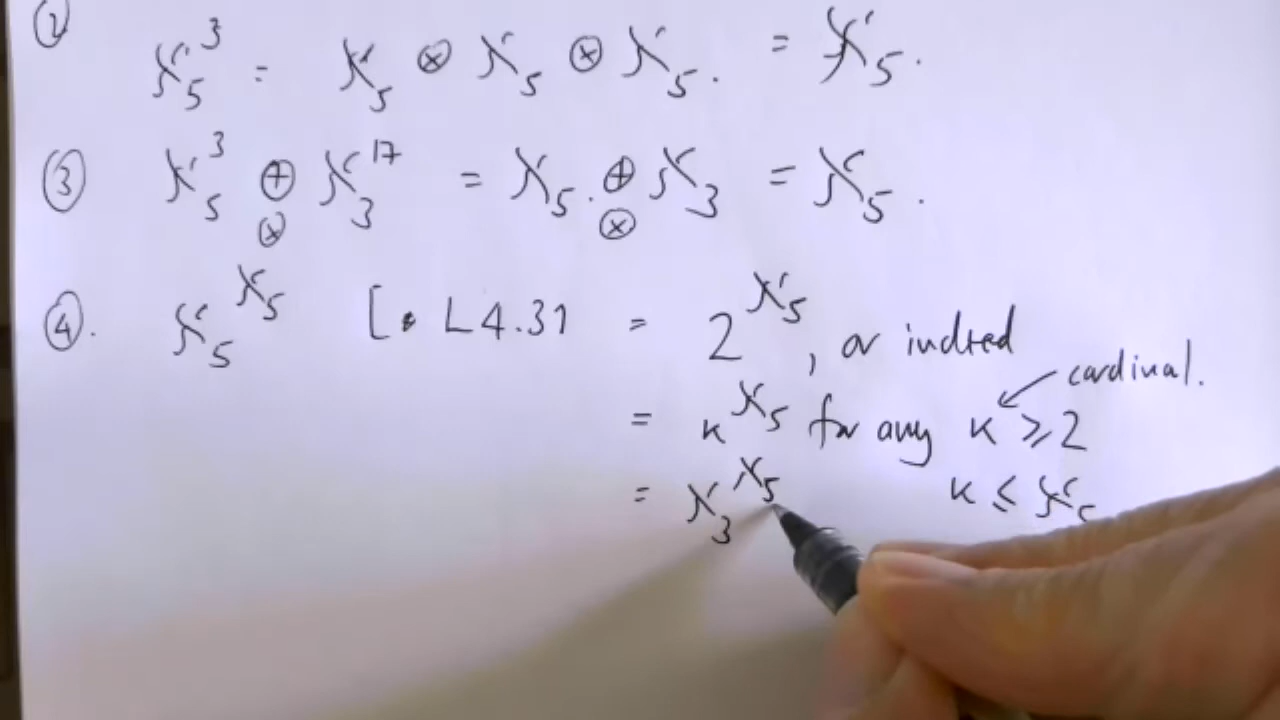 ② ℵ₅³ = ℵ₅ ⊗ ℵ₅ ⊗ ℵ₅. = ℵ₅.
③ ℵ₅³ ⊕ ℵ₃¹⁷ = ℵ₅. ⊕ ℵ₃ = ℵ₅.
⊗ ⊗
④. ℵ₅^ℵ₅ [• L4.31 = 2^ℵ₅, or indeed
cardinal.
= κ^ℵ₅ for any κ ⩾ 2
= ℵ₃^ℵ₅ κ ≤ ℵ₅